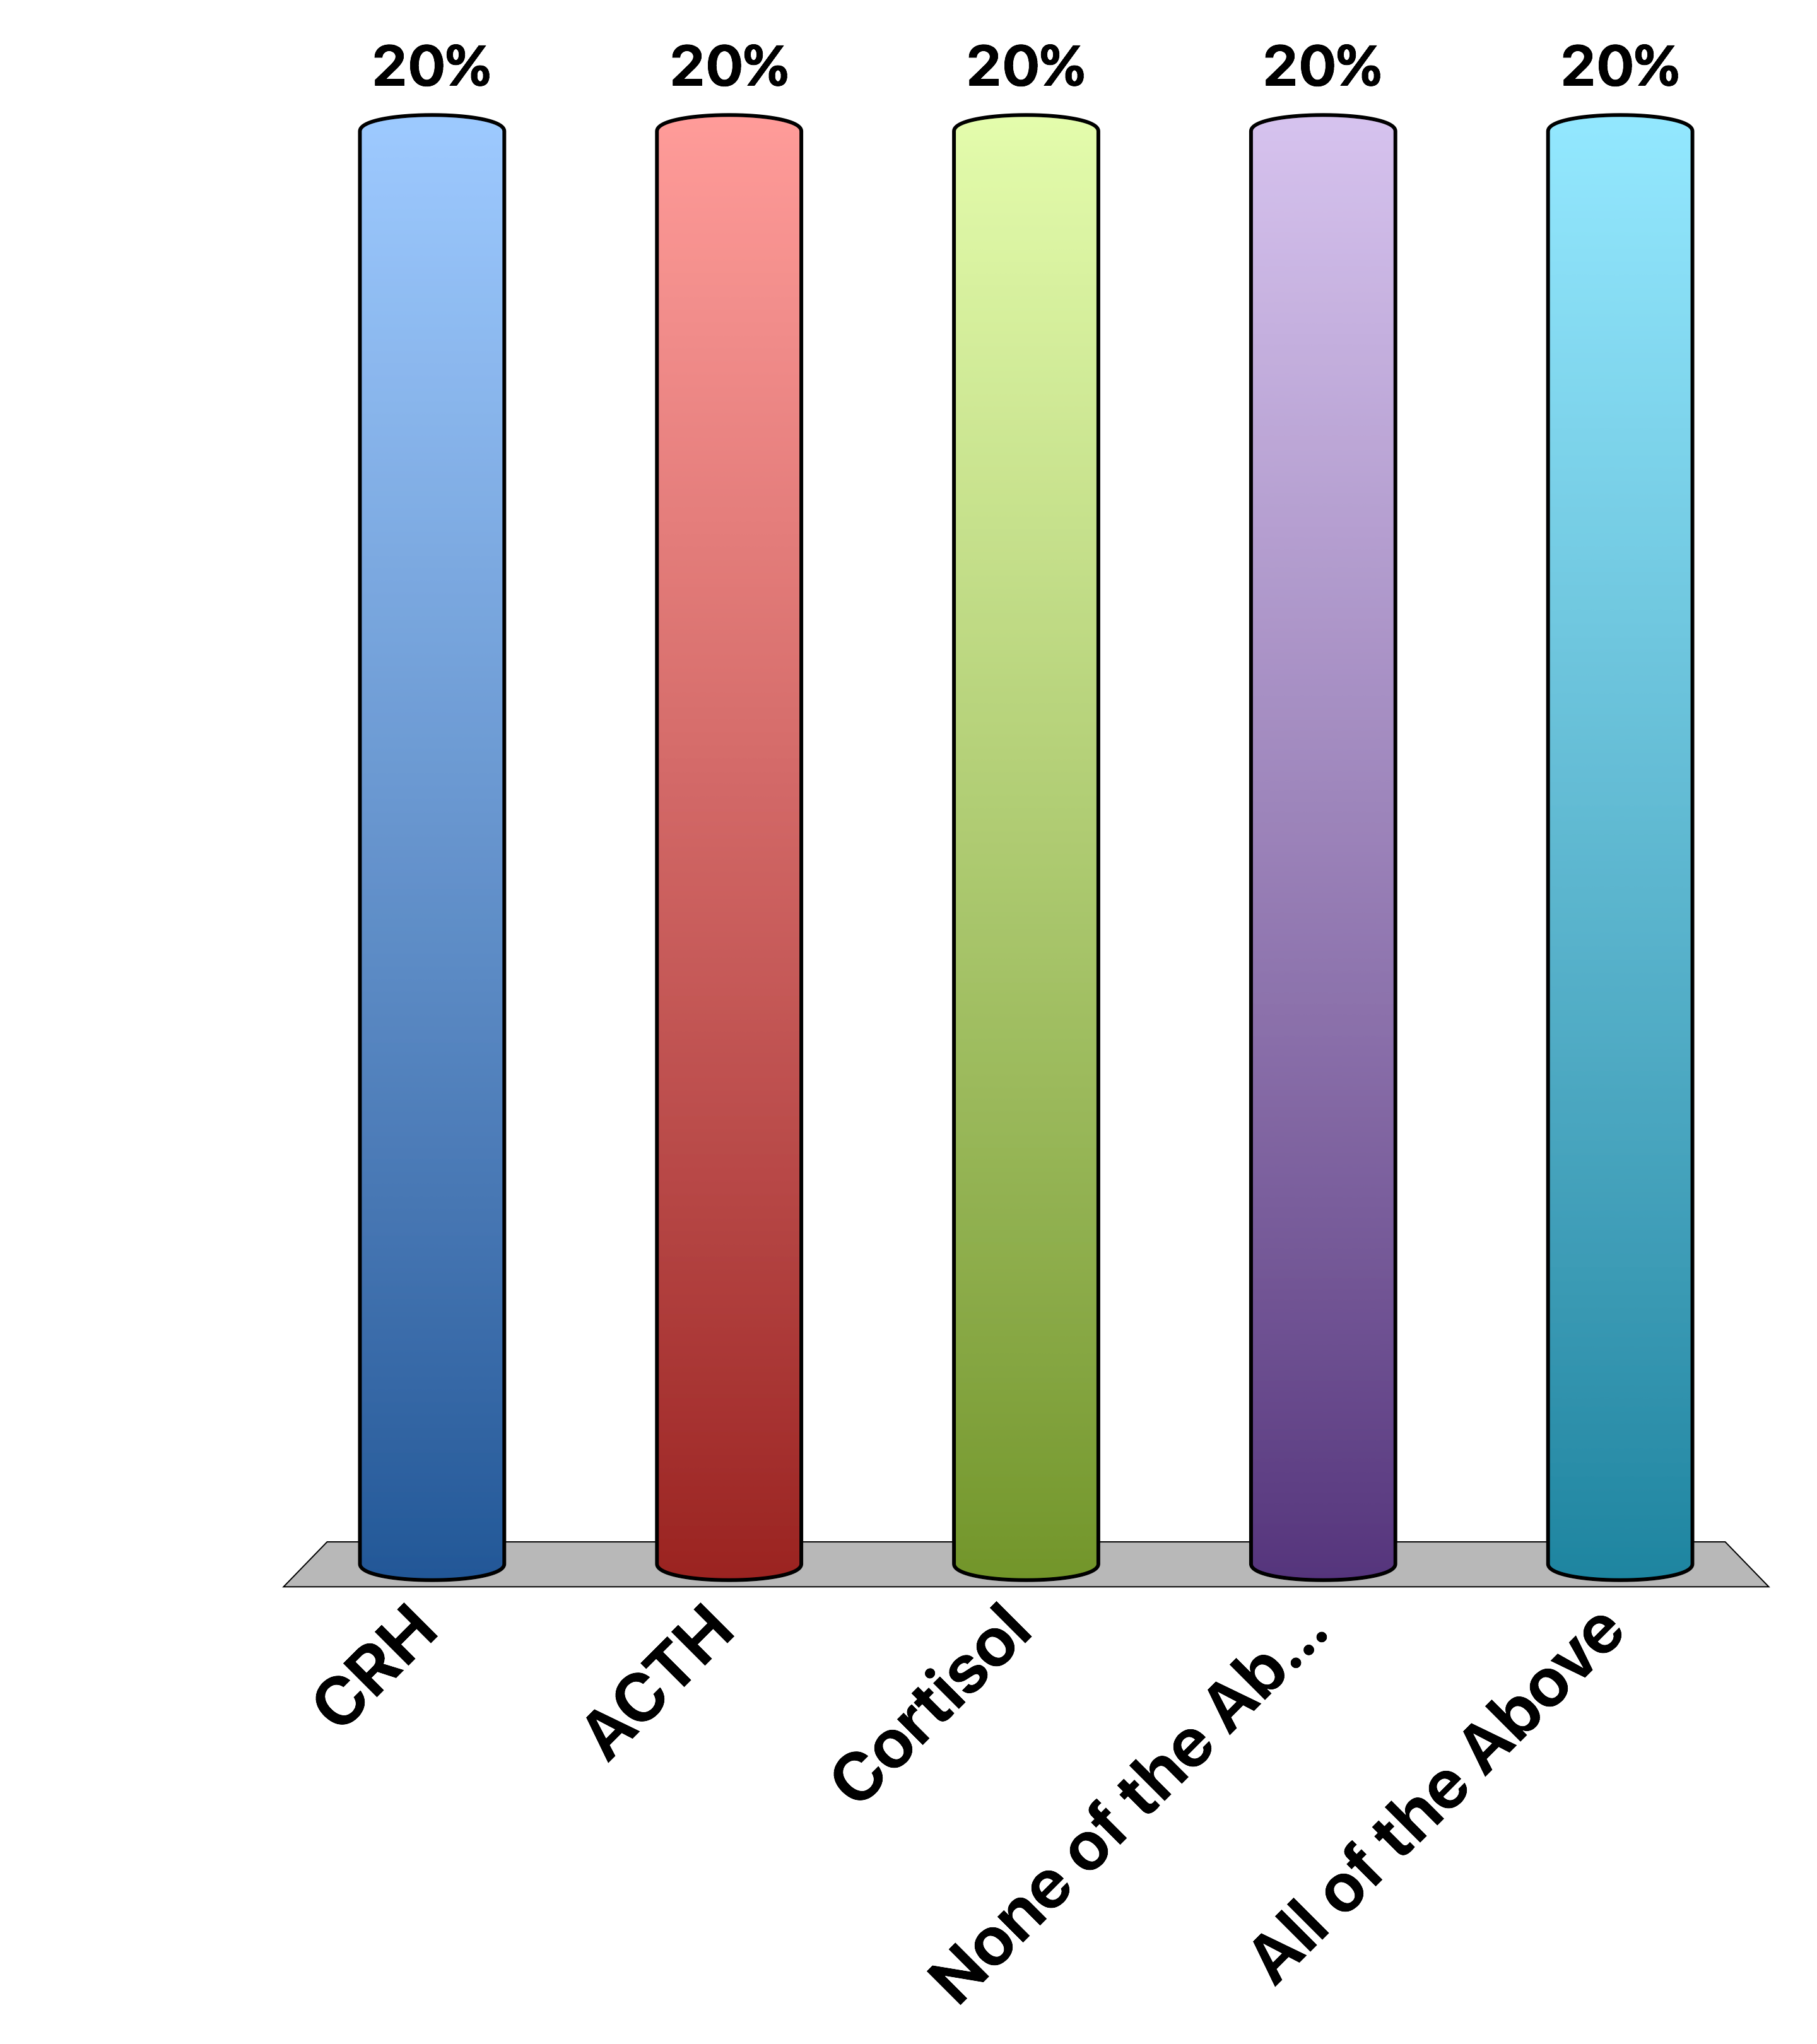 20% 20% 20% 20% 20%
CRH
ACTH
Cortisol
None of the Ab...
All of the Above